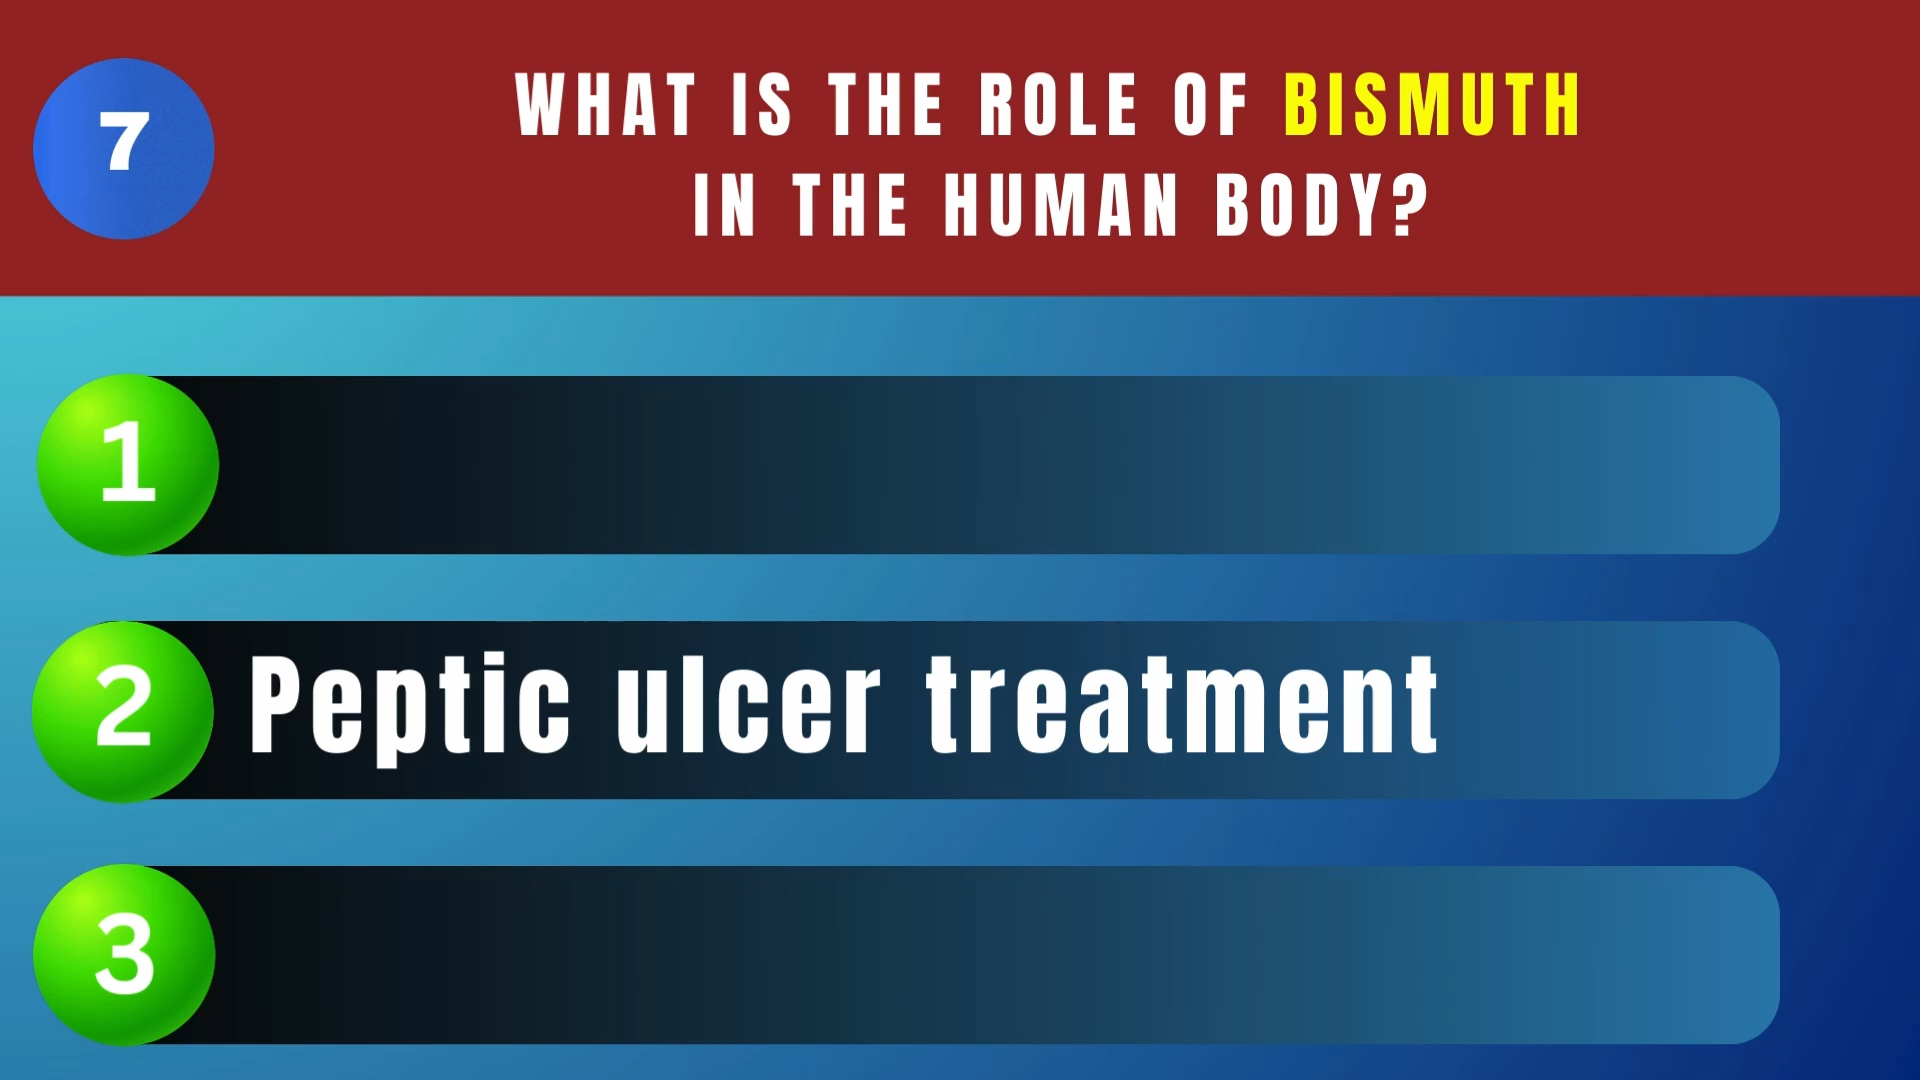 7
WHAT IS THE ROLE OF BISMUTH
IN THE HUMAN BODY?
1
2 Peptic ulcer treatment
3